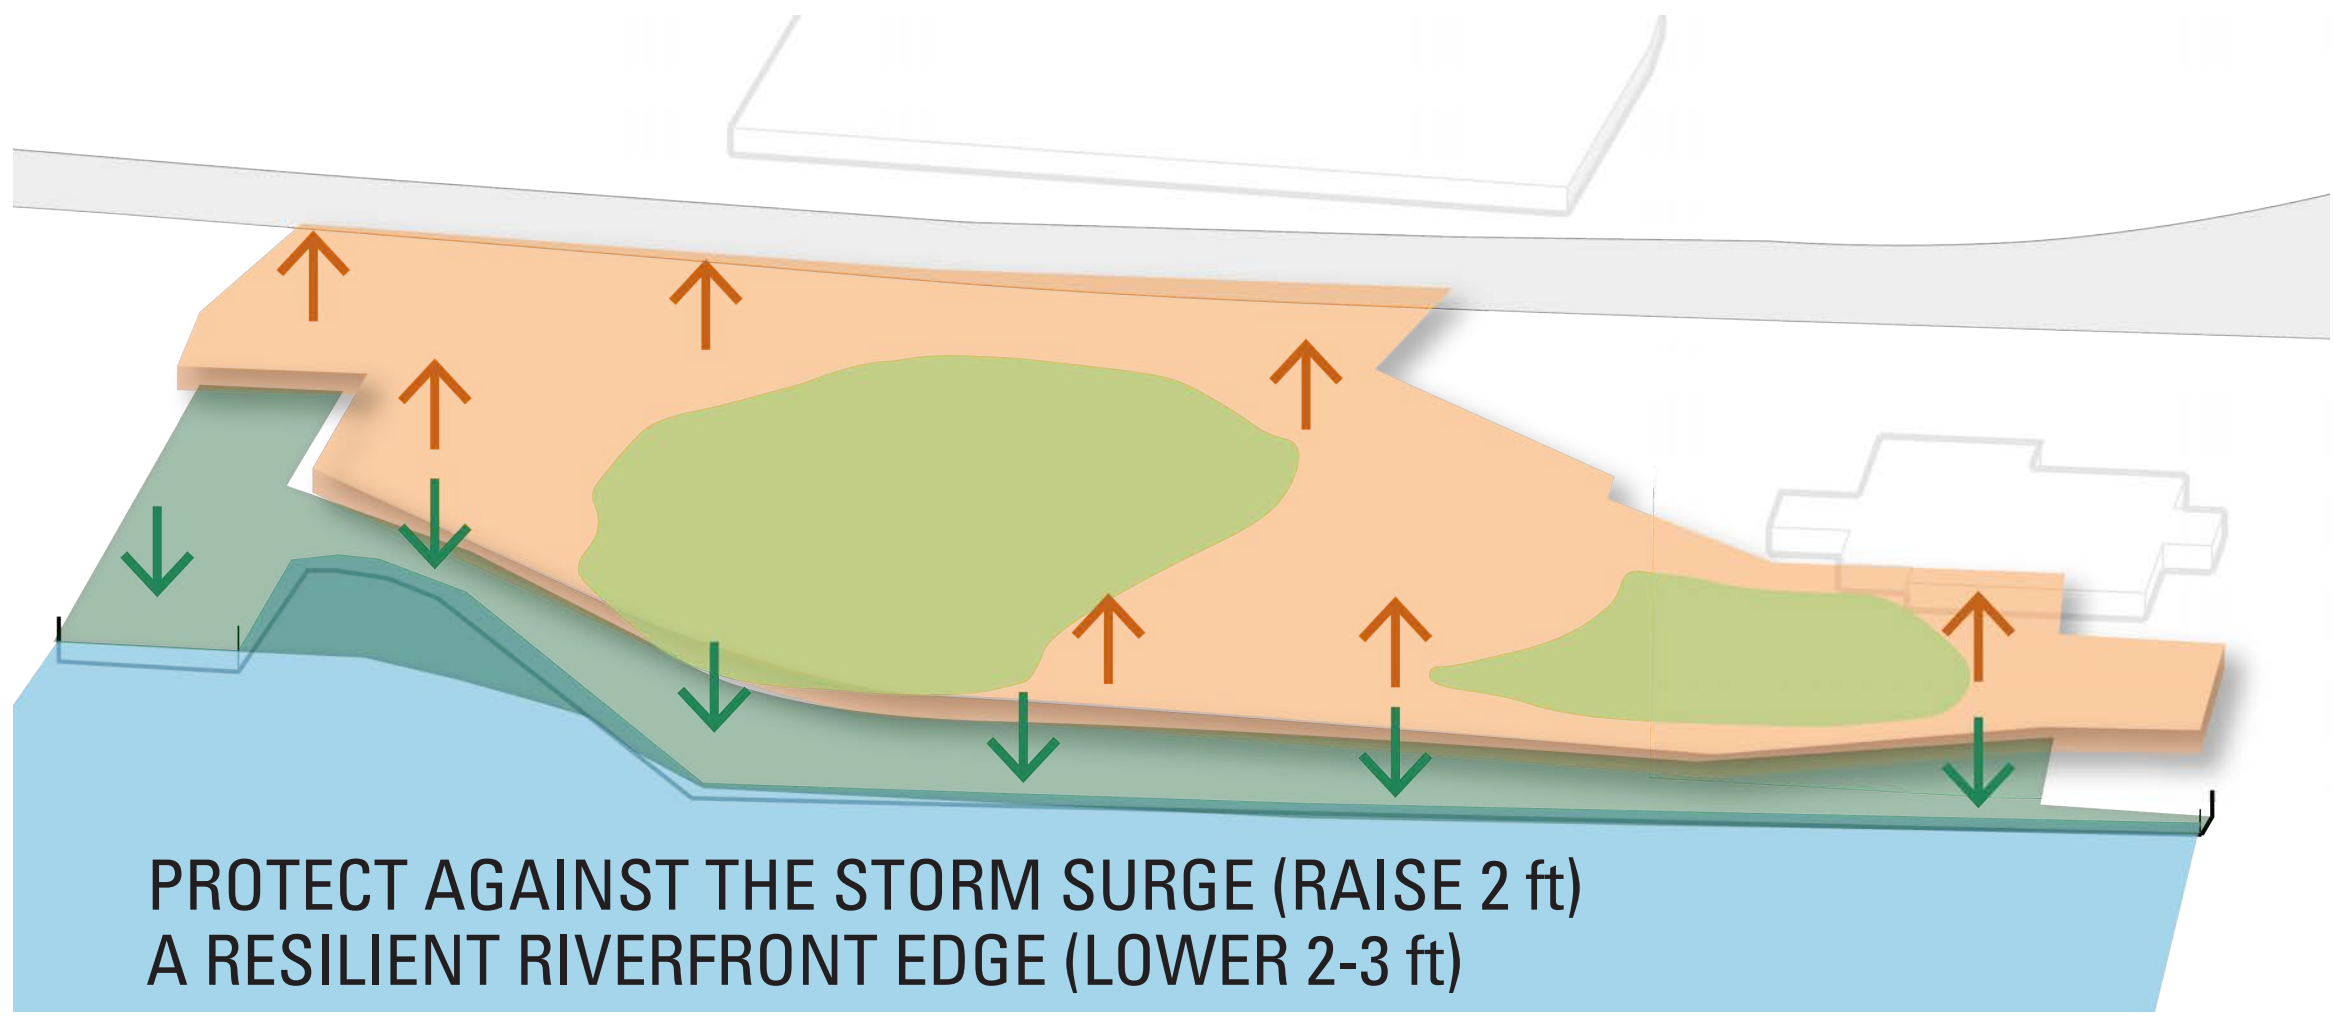 PROTECT AGAINST THE STORM SURGE (RAISE 2 ft)
A RESILIENT RIVERFRONT EDGE (LOWER 2-3 ft)